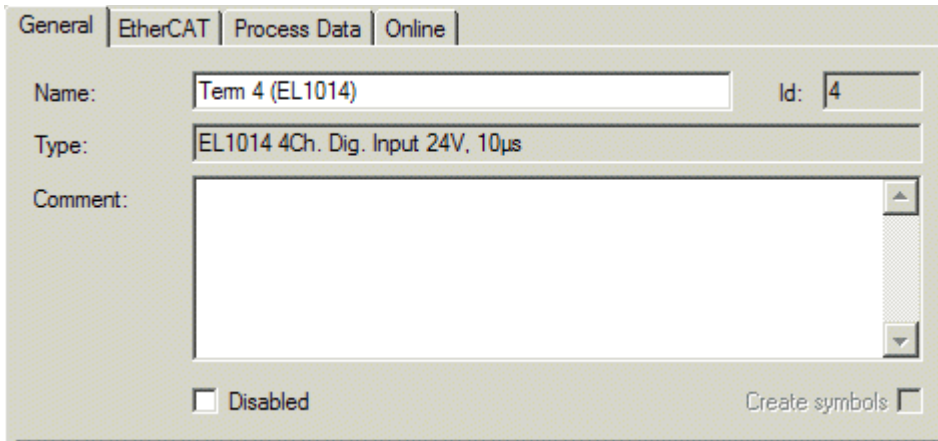 General EtherCAT Process Data Online
Name: Term 4 (EL1014) Id: 4
Type: EL1014 4Ch. Dig. Input 24V, 10µs
Comment:
Disabled Create symbols